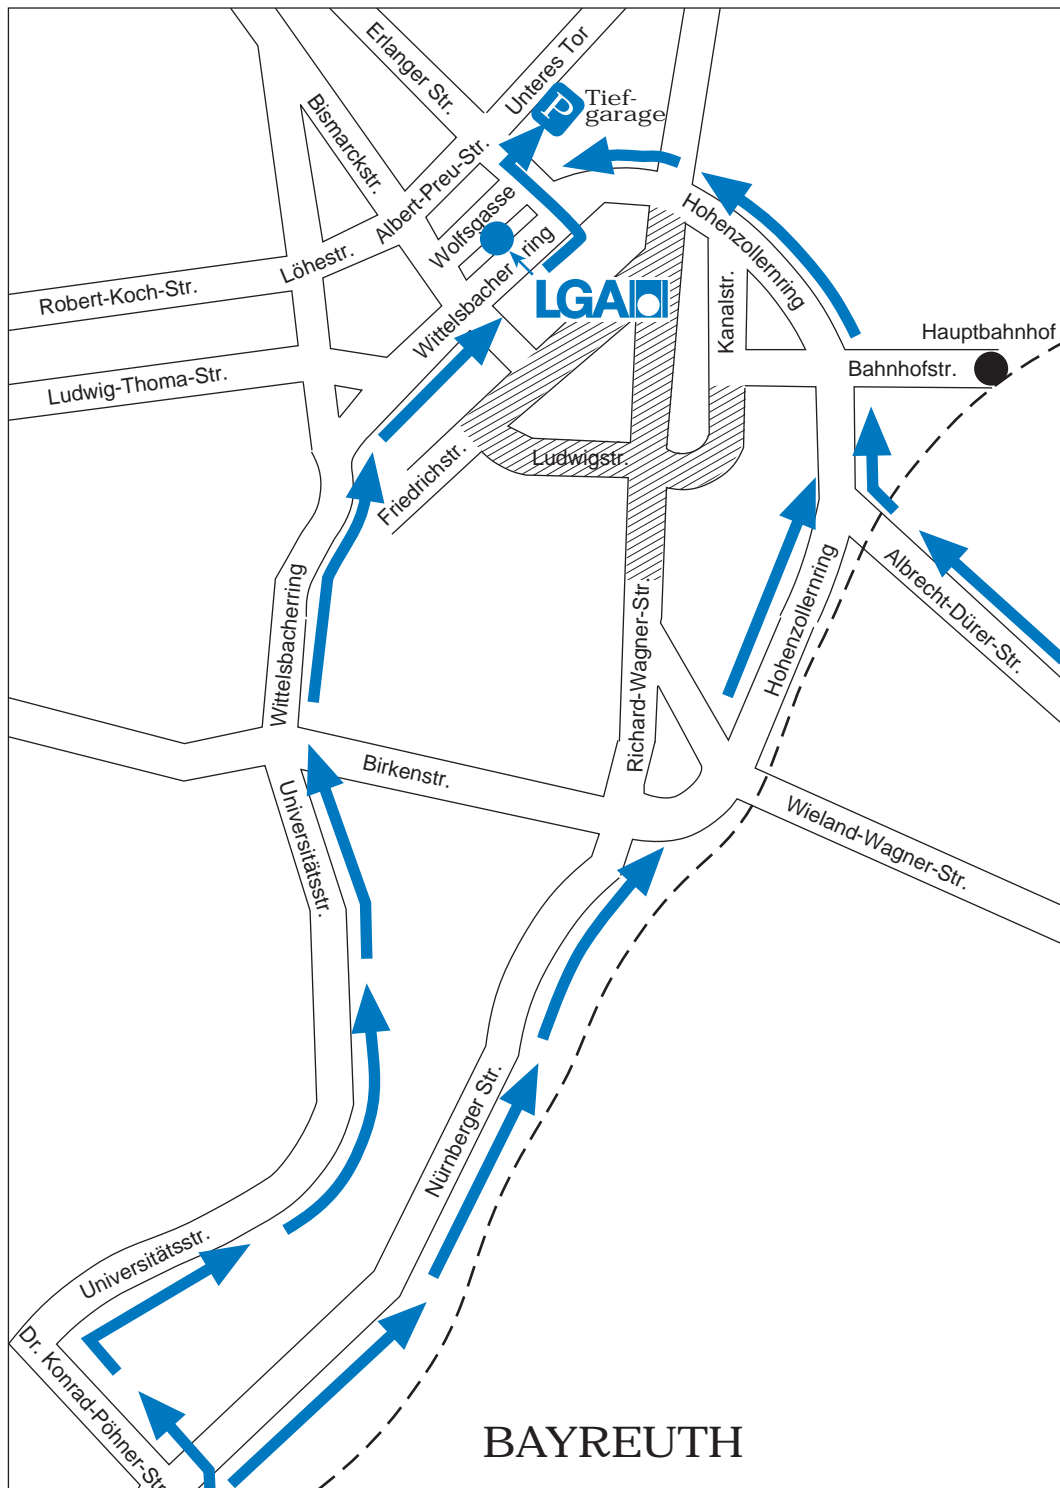 Erlanger Str.
Unteres Tor
P
Tief-
garage
Bismarckstr.
Albert-Preu-Str.
Wolfsgasse
Löhestr.
Robert-Koch-Str.
Wittelsbacher ring
LGA
Hohenzollernring
Kanalstr.
Hauptbahnhof
Bahnhofstr.
Ludwig-Thoma-Str.
Friedrichstr.
Ludwigstr.
Albrecht-Dürer-Str.
Hohenzollernring
Wittelsbacherring
Richard-Wagner-Str.
Birkenstr.
Universitätsstr.
Wieland-Wagner-Str.
Nürnberger Str.
Universitätsstr.
Dr. Konrad-Pöhner-Str
BAYREUTH